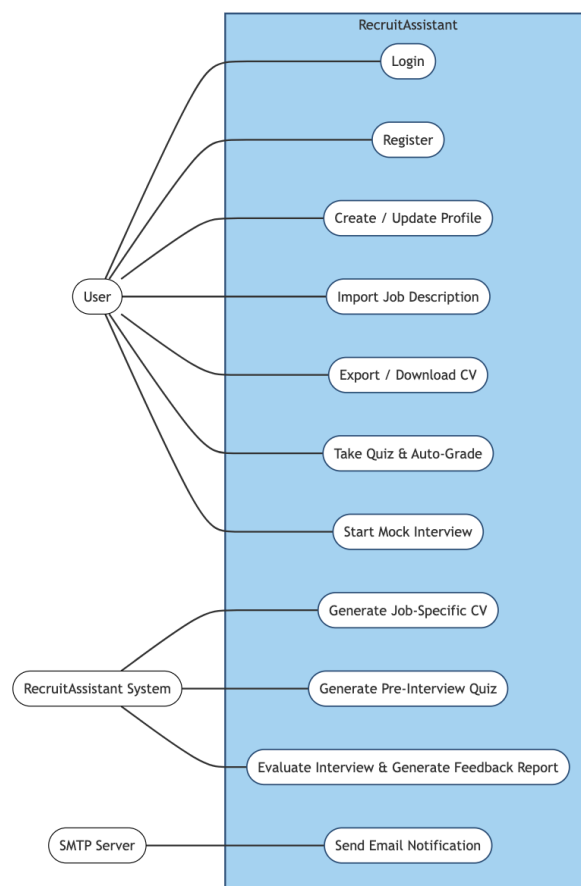 RecruitAssistant
Login
Register
Create / Update Profile
User
Import Job Description
Export / Download CV
Take Quiz & Auto-Grade
Start Mock Interview
Generate Job-Specific CV
RecruitAssistant System
Generate Pre-Interview Quiz
Evaluate Interview & Generate Feedback Report
SMTP Server
Send Email Notification